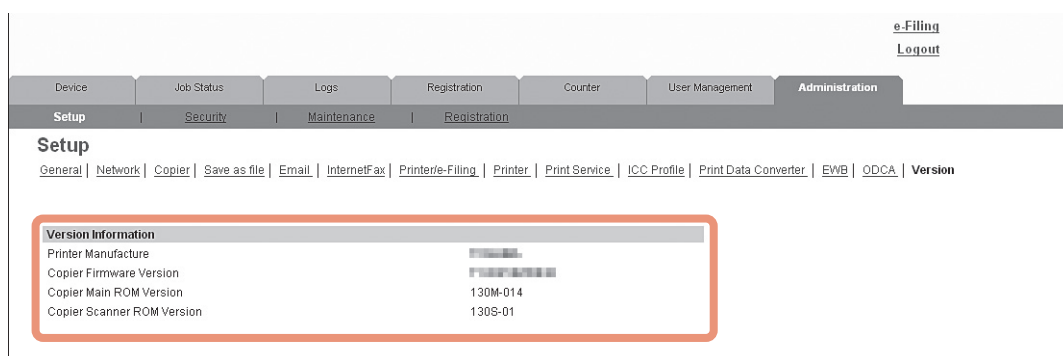 e-Filing
Logout
Device Job Status Logs Registration Counter User Management Administration
Setup | Security | Maintenance | Registration
Setup
General | Network | Copier | Save as file | Email | InternetFax | Printer/e-Filing | Printer | Print Service | ICC Profile | Print Data Converter | EWB | ODCA | Version
Version Information
Printer Manufacture
Copier Firmware Version
Copier Main ROM Version 130M-014
Copier Scanner ROM Version 130S-01